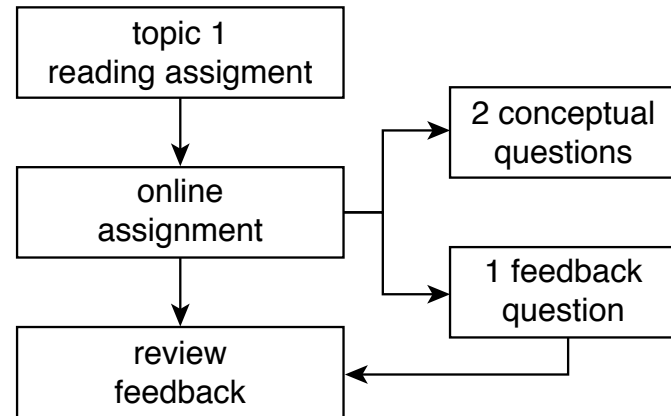 topic 1
reading assigment
2 conceptual
questions
online
assignment
1 feedback
question
review
feedback